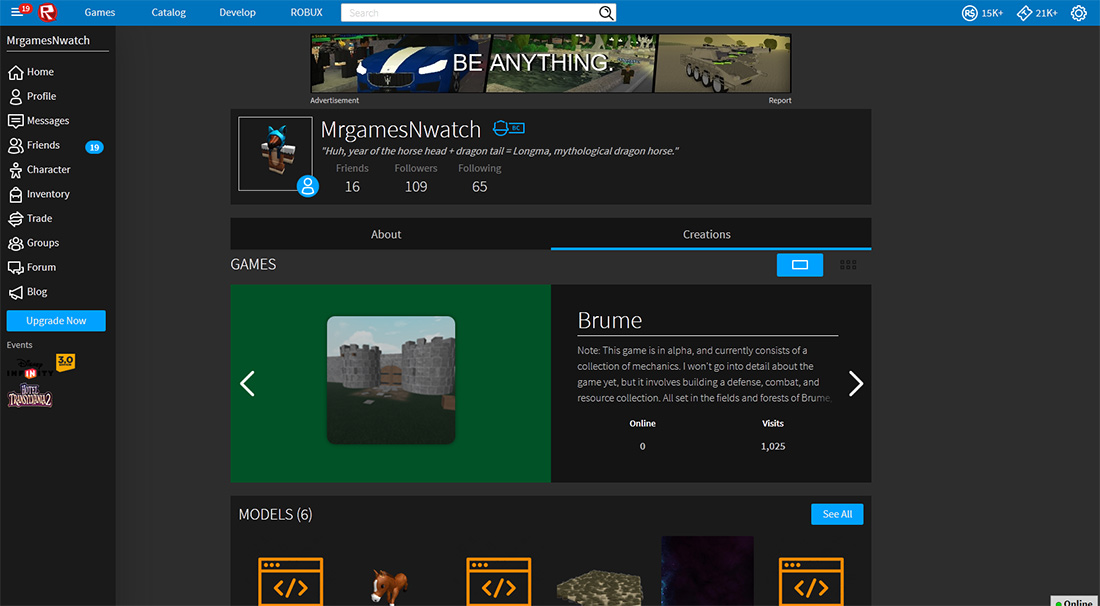 19
Games
Catalog
Develop
ROBUX
Search
R$ 15K+
21K+
MrgamesNwatch
Home
Profile
Messages
Friends
19
Character
Inventory
Trade
Groups
Forum
Blog
Upgrade Now
Events
DISNEY
INFINITY
3.0
HOTEL
TRANSYLVANIA 2
BE ANYTHING.
Advertisement
Report
MrgamesNwatch
BC
"Huh, year of the horse head + dragon tail = Longma, mythological dragon horse."
Friends
Followers
Following
16
109
65
About
Creations
GAMES
Brume
Note: This game is in alpha, and currently consists of a
collection of mechanics. I won't go into detail about the
game yet, but it involves building a defense, combat, and
resource collection. All set in the fields and forests of Brume,
Online
Visits
0
1,025
MODELS (6)
See All
</>
</>
</>
Online